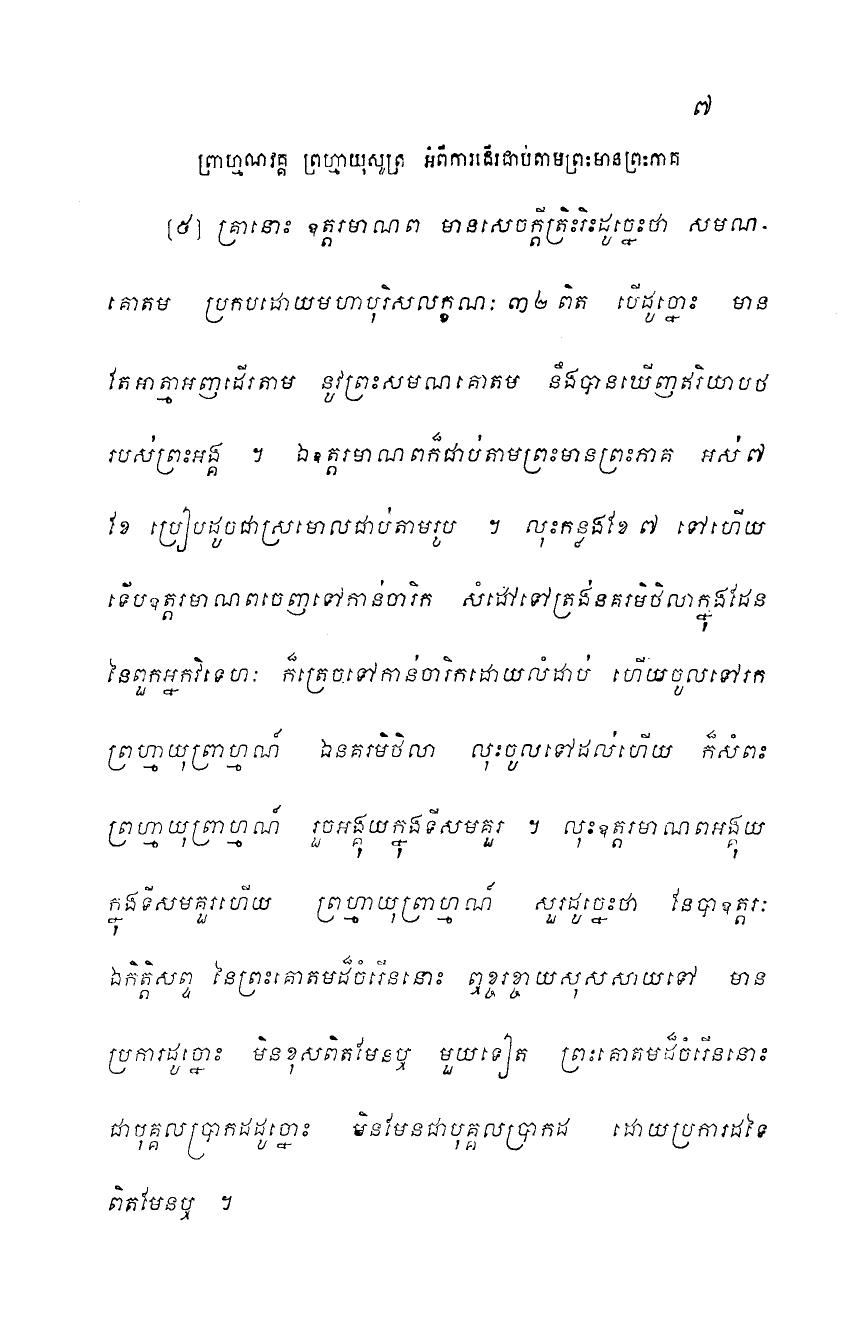 ៧
ព្រាហ្មណវគ្គ ព្រហ្មាយុសូត្រ អំពីការដើរជាប់តាមព្រះមានព្រះភាគ
[៥] គ្រានោះ ឧត្តរមាណព មានសេចក្តីត្រិះរិះដូច្នេះថា សមណ-
គោតម ប្រកបដោយមហាបុរិសលក្ខណៈ ៣២ ពិត បើដូច្នោះ មាន
តែអាត្មាអញដើរតាម នូវព្រះសមណគោតម នឹងបានឃើញឥរិយាបថ
របស់ព្រះអង្គ ។ ឯឧត្តរមាណពក៏ជាប់តាមព្រះមានព្រះភាគ អស់ ៧
ខែ ប្រៀបដូចជាស្រមោលជាប់តាមរូប ។ លុះកន្លងខែ ៧ ទៅហើយ
ទើបឧត្តរមាណពចេញទៅកាន់ចារិក សំដៅទៅត្រង់នគរមិថិលាក្នុងដែន
នៃពួកអ្នកវិទេហៈ ក៏ត្រេចទៅកាន់ចារិកដោយលំដាប់ ហើយចូលទៅរក
ព្រហ្មាយុព្រាហ្មណ៍ ឯនគរមិថិលា លុះចូលទៅដល់ហើយ ក៏សំពះ
ព្រហ្មាយុព្រាហ្មណ៍ រួចអង្គុយក្នុងទីសមគួរ ។ លុះឧត្តរមាណពអង្គុយ
ក្នុងទីសមគួរហើយ ព្រហ្មាយុព្រាហ្មណ៍ សួរដូច្នេះថា នែបាឧត្តរៈ
ឯកិត្តិសព្ទ នៃព្រះគោតមដ៏ចំរើននោះ ឮខ្ចរខ្ចាយសុសសាយទៅ មាន
ប្រការដូច្នោះ មិនខុសពិតមែនឬ មួយទៀត ព្រះគោតមដ៏ចំរើននោះ
ជាបុគ្គលប្រាកដដូច្នោះ មិនមែនជាបុគ្គលប្រាកដ ដោយប្រការដទៃ
ពិតមែនឬ ។